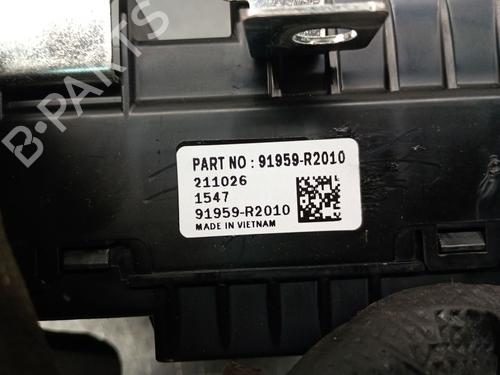 B-PARTS
PART NO : 91959-R2010
211026
1547
91959-R2010
MADE IN VIETNAM